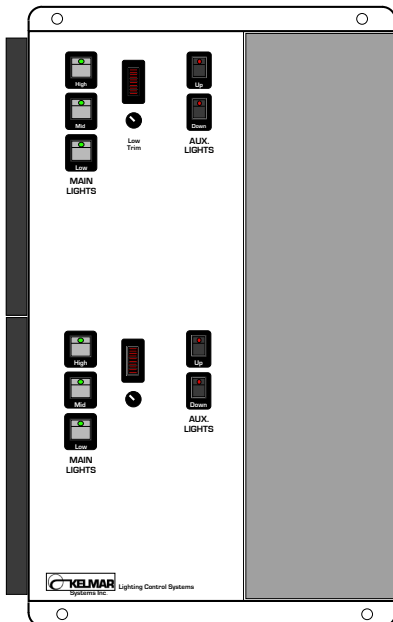 High
Up
Mid
Down
Low
Trim
AUX.
LIGHTS
Low
MAIN
LIGHTS
High
Up
Mid
Down
AUX.
LIGHTS
Low
MAIN
LIGHTS
KELMAR
Systems Inc.
Lighting Control Systems